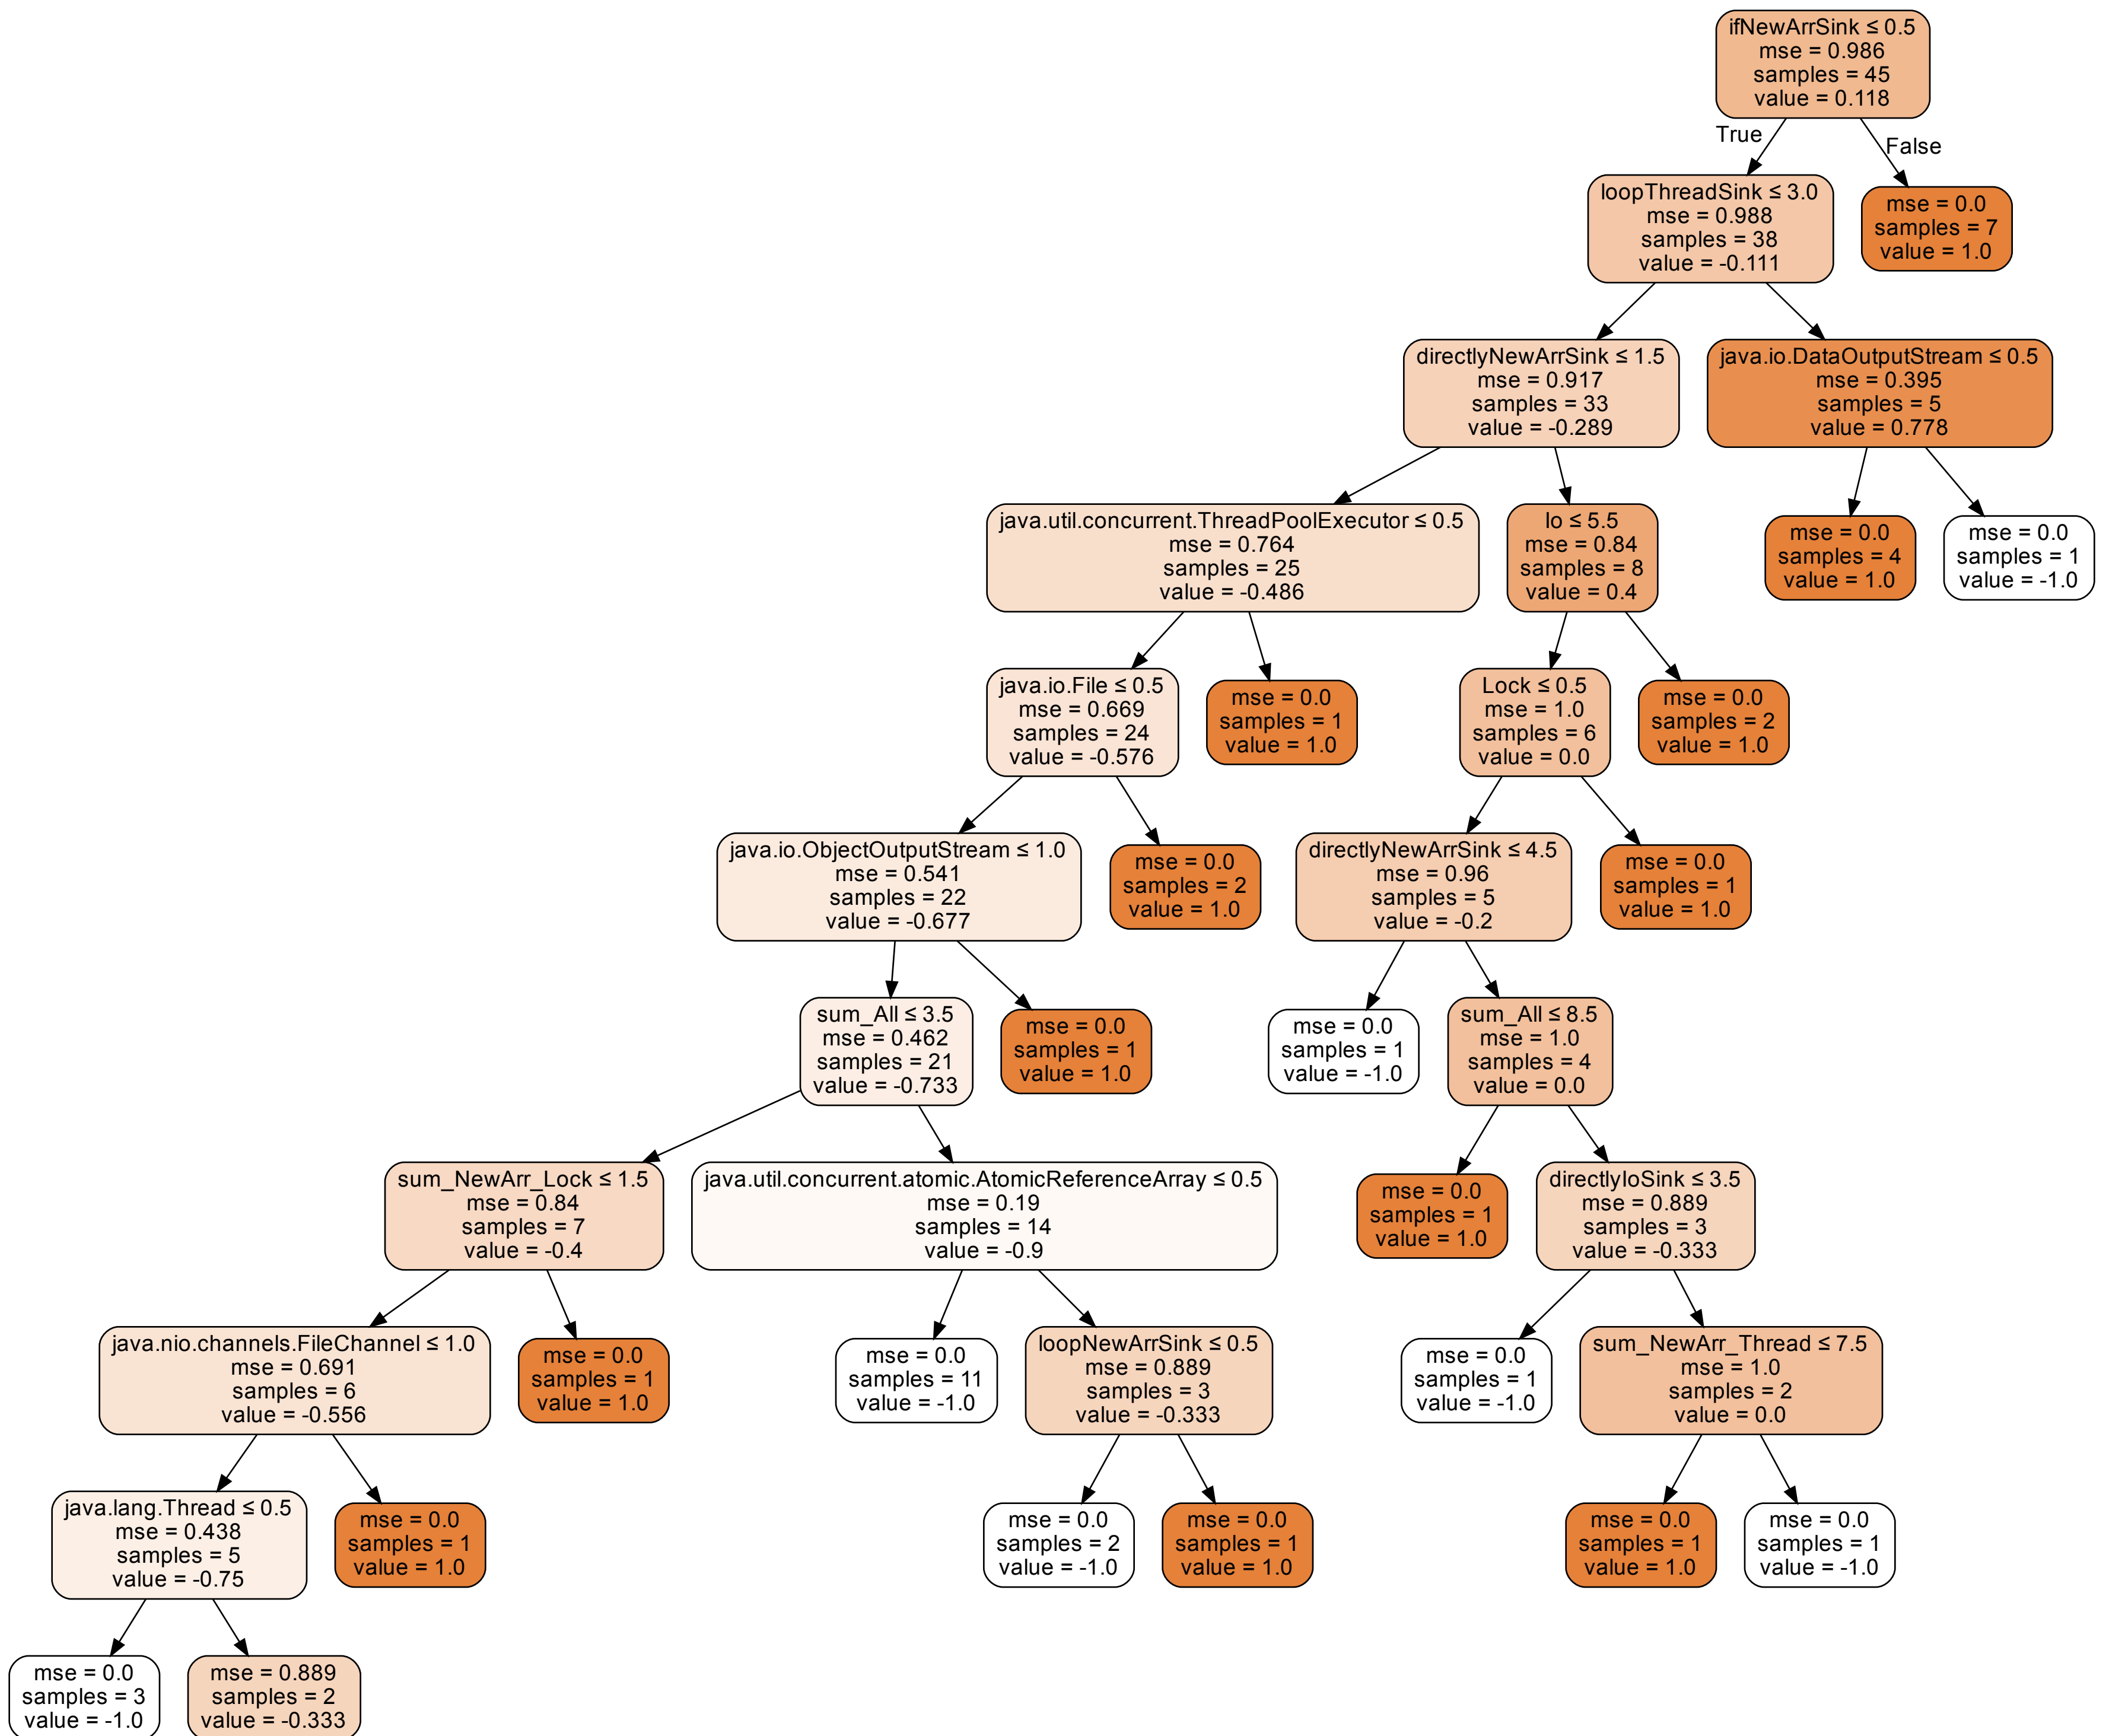 ifNewArrSink ≤ 0.5
mse = 0.986
samples = 45
value = 0.118
True
False
loopThreadSink ≤ 3.0
mse = 0.988
samples = 38
value = -0.111
mse = 0.0
samples = 7
value = 1.0
directlyNewArrSink ≤ 1.5
mse = 0.917
samples = 33
value = -0.289
java.io.DataOutputStream ≤ 0.5
mse = 0.395
samples = 5
value = 0.778
java.util.concurrent.ThreadPoolExecutor ≤ 0.5
mse = 0.764
samples = 25
value = -0.486
Io ≤ 5.5
mse = 0.84
samples = 8
value = 0.4
mse = 0.0
samples = 4
value = 1.0
mse = 0.0
samples = 1
value = -1.0
java.io.File ≤ 0.5
mse = 0.669
samples = 24
value = -0.576
mse = 0.0
samples = 1
value = 1.0
Lock ≤ 0.5
mse = 1.0
samples = 6
value = 0.0
mse = 0.0
samples = 2
value = 1.0
java.io.ObjectOutputStream ≤ 1.0
mse = 0.541
samples = 22
value = -0.677
mse = 0.0
samples = 2
value = 1.0
directlyNewArrSink ≤ 4.5
mse = 0.96
samples = 5
value = -0.2
mse = 0.0
samples = 1
value = 1.0
sum_All ≤ 3.5
mse = 0.462
samples = 21
value = -0.733
mse = 0.0
samples = 1
value = 1.0
mse = 0.0
samples = 1
value = -1.0
sum_All ≤ 8.5
mse = 1.0
samples = 4
value = 0.0
sum_NewArr_Lock ≤ 1.5
mse = 0.84
samples = 7
value = -0.4
java.util.concurrent.atomic.AtomicReferenceArray ≤ 0.5
mse = 0.19
samples = 14
value = -0.9
mse = 0.0
samples = 1
value = 1.0
directlyIoSink ≤ 3.5
mse = 0.889
samples = 3
value = -0.333
java.nio.channels.FileChannel ≤ 1.0
mse = 0.691
samples = 6
value = -0.556
mse = 0.0
samples = 1
value = 1.0
mse = 0.0
samples = 11
value = -1.0
loopNewArrSink ≤ 0.5
mse = 0.889
samples = 3
value = -0.333
mse = 0.0
samples = 1
value = -1.0
sum_NewArr_Thread ≤ 7.5
mse = 1.0
samples = 2
value = 0.0
java.lang.Thread ≤ 0.5
mse = 0.438
samples = 5
value = -0.75
mse = 0.0
samples = 1
value = 1.0
mse = 0.0
samples = 2
value = -1.0
mse = 0.0
samples = 1
value = 1.0
mse = 0.0
samples = 1
value = 1.0
mse = 0.0
samples = 1
value = -1.0
mse = 0.0
samples = 3
value = -1.0
mse = 0.889
samples = 2
value = -0.333